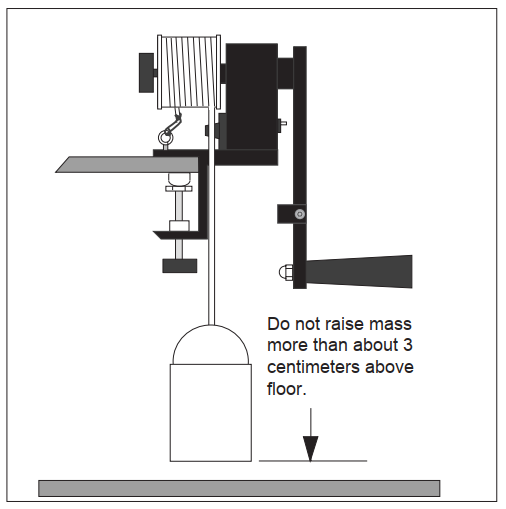 Do not raise mass
more than about 3
centimeters above
floor.